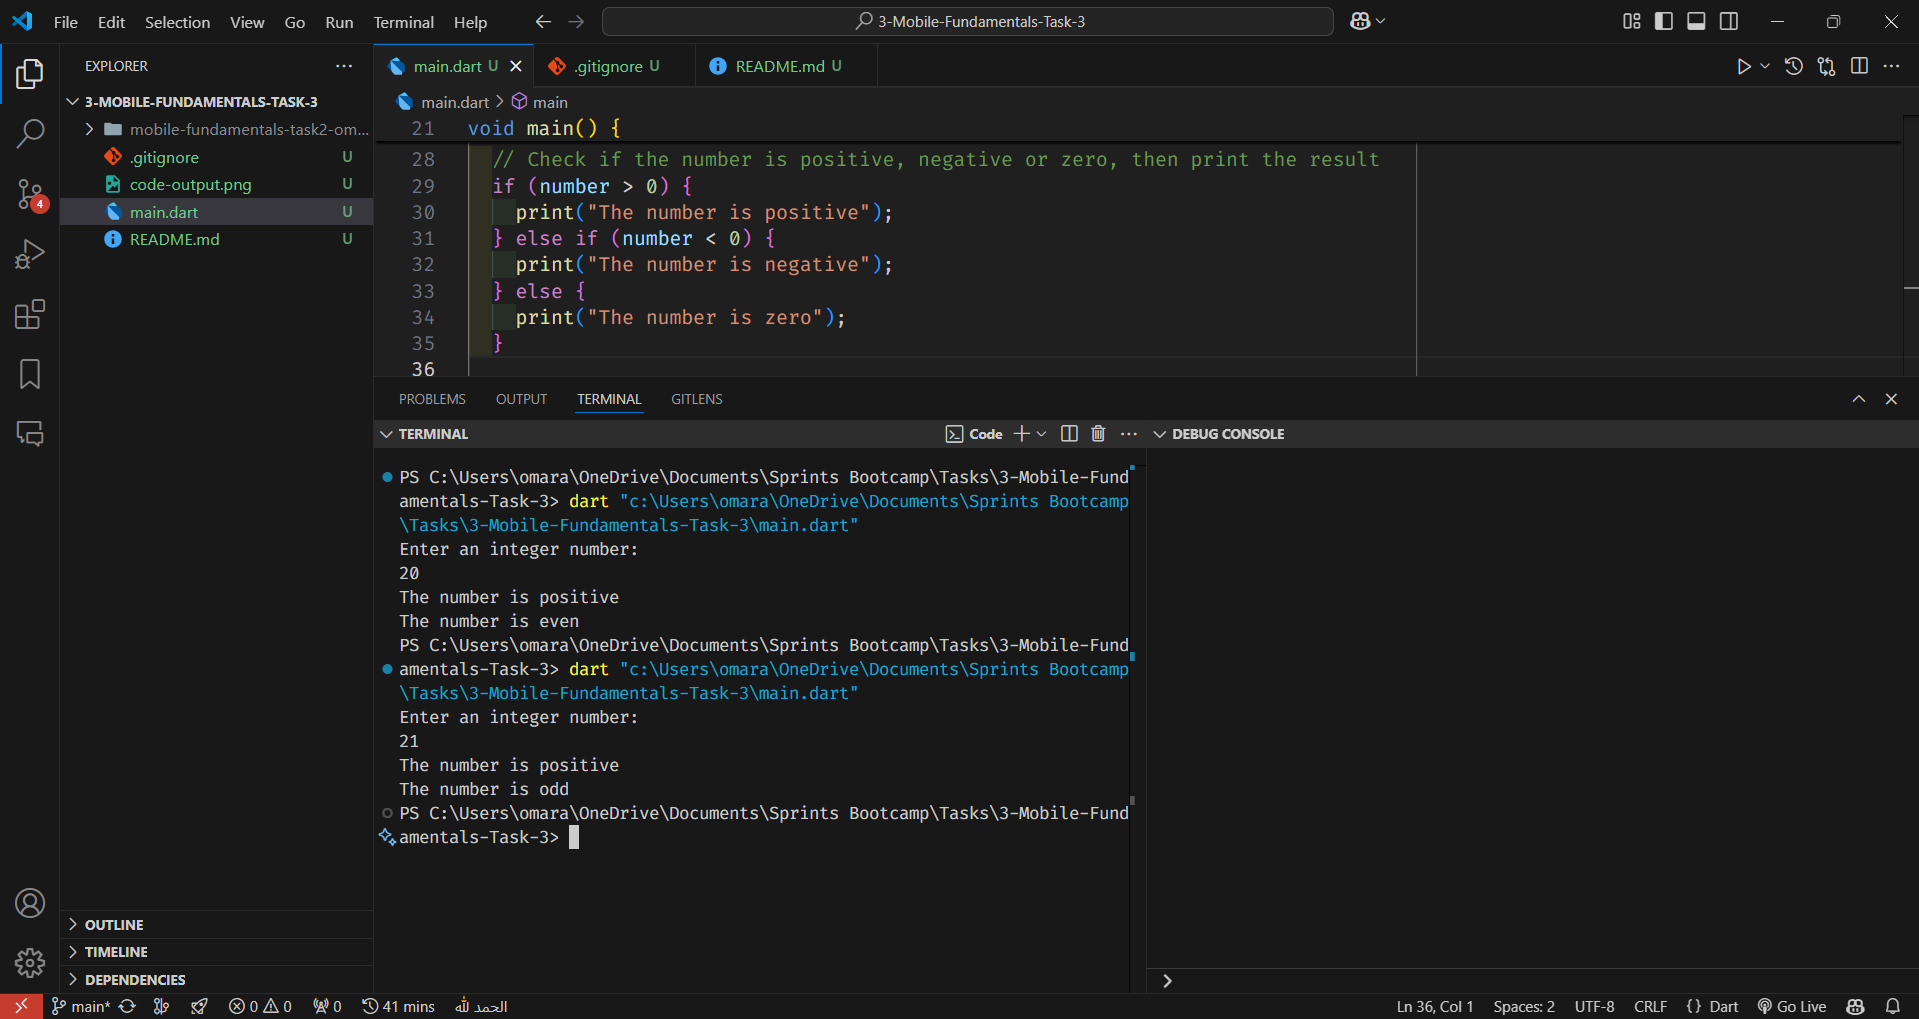 File Edit Selection View Go Run Terminal Help
3-Mobile-Fundamentals-Task-3
EXPLORER
3-MOBILE-FUNDAMENTALS-TASK-3
mobile-fundamentals-task2-om...
.gitignore U
code-output.png U
main.dart U
README.md U
4
OUTLINE
TIMELINE
DEPENDENCIES
main.dart U
.gitignore U
README.md U
main.dart > main
21 void main() {
28 // Check if the number is positive, negative or zero, then print the result
29 if (number > 0) {
30 print("The number is positive");
31 } else if (number < 0) {
32 print("The number is negative");
33 } else {
34 print("The number is zero");
35 }
36
PROBLEMS OUTPUT TERMINAL GITLENS
TERMINAL
Code
PS C:\Users\omara\OneDrive\Documents\Sprints Bootcamp\Tasks\3-Mobile-Fund
amentals-Task-3> dart "c:\Users\omara\OneDrive\Documents\Sprints Bootcamp
\Tasks\3-Mobile-Fundamentals-Task-3\main.dart"
Enter an integer number:
20
The number is positive
The number is even
PS C:\Users\omara\OneDrive\Documents\Sprints Bootcamp\Tasks\3-Mobile-Fund
amentals-Task-3> dart "c:\Users\omara\OneDrive\Documents\Sprints Bootcamp
\Tasks\3-Mobile-Fundamentals-Task-3\main.dart"
Enter an integer number:
21
The number is positive
The number is odd
PS C:\Users\omara\OneDrive\Documents\Sprints Bootcamp\Tasks\3-Mobile-Fund
amentals-Task-3>
DEBUG CONSOLE
main* 0 0 0 41 mins الحمد لله
Ln 36, Col 1 Spaces: 2 UTF-8 CRLF {} Dart Go Live